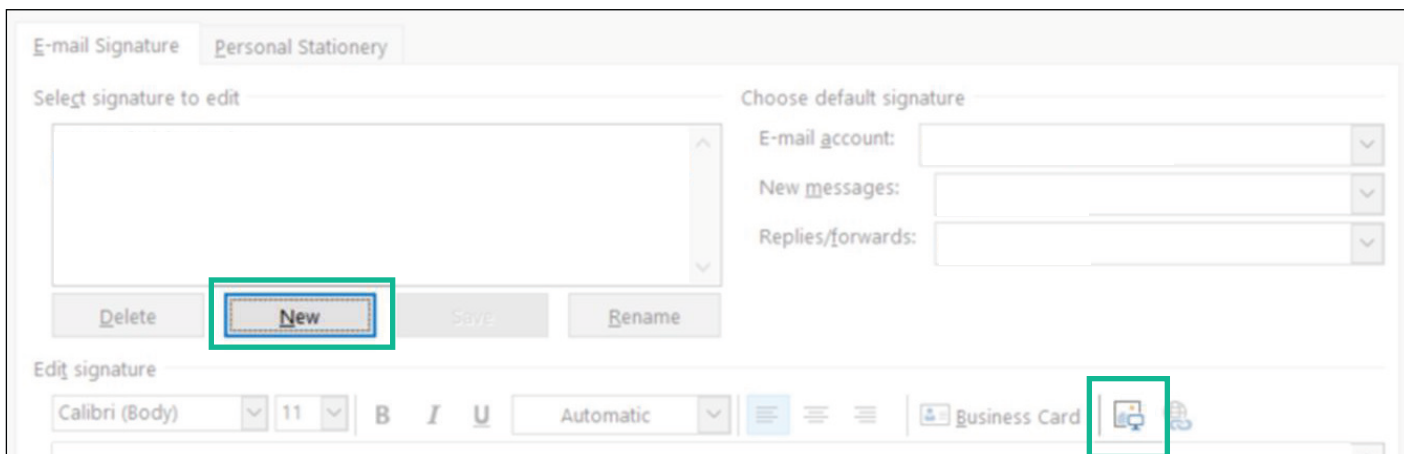 E-mail Signature Personal Stationery
Select signature to edit Choose default signature
E-mail account:
New messages:
Replies/forwards:
Delete New Save Rename
Edit signature
Calibri (Body) 11 B I U Automatic Business Card